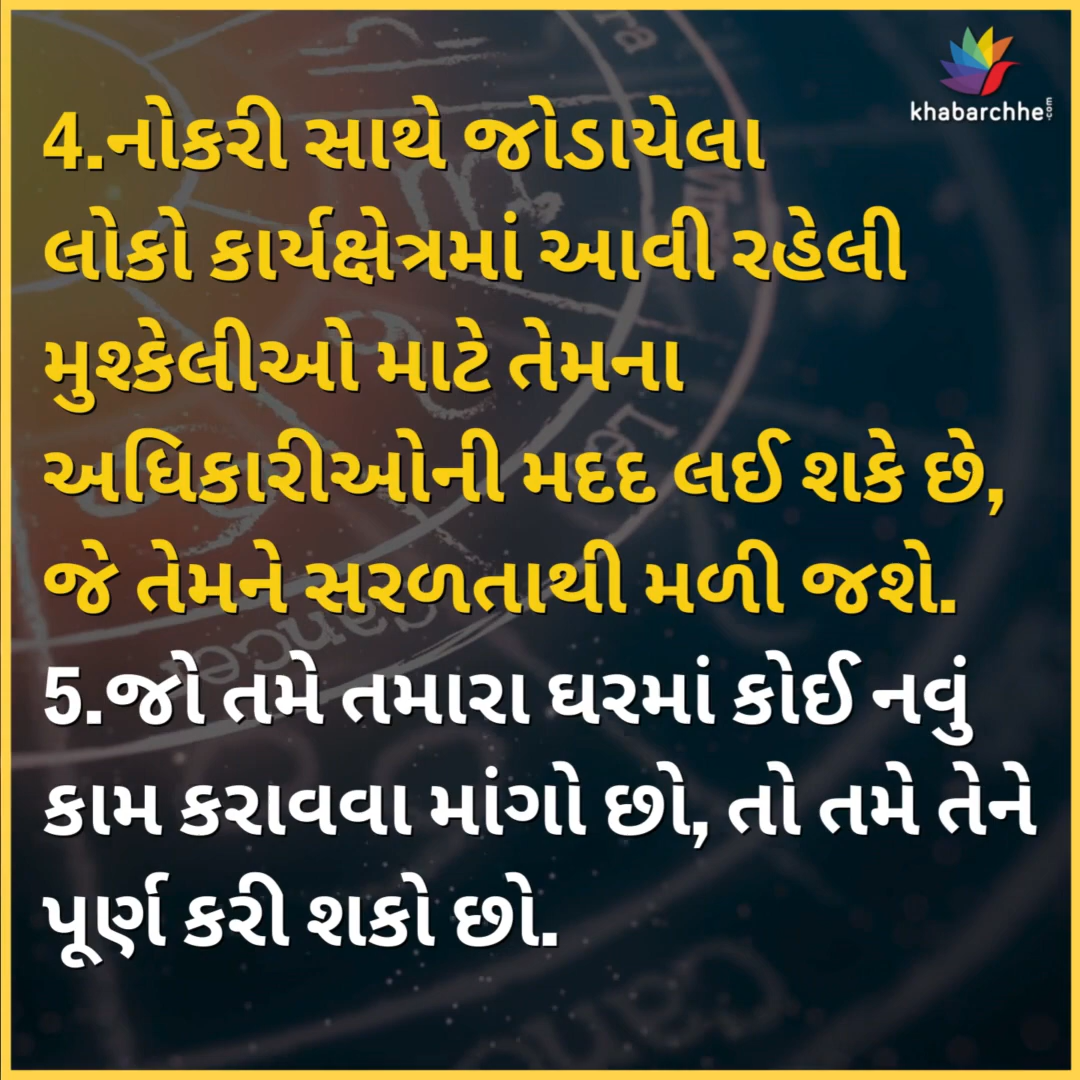 khabarchhe.com
4.નોકરી સાથે જોડાયેલા
લોકો કાર્યક્ષેત્રમાં આવી રહેલી
મુશ્કેલીઓ માટે તેમના
અધિકારીઓની મદદ લઈ શકે છે,
જે તેમને સરળતાથી મળી જશે.
5.જો તમે તમારા ઘરમાં કોઈ નવું
કામ કરાવવા માંગો છો, તો તમે તેને
પૂર્ણ કરી શકો છો.
Cancer